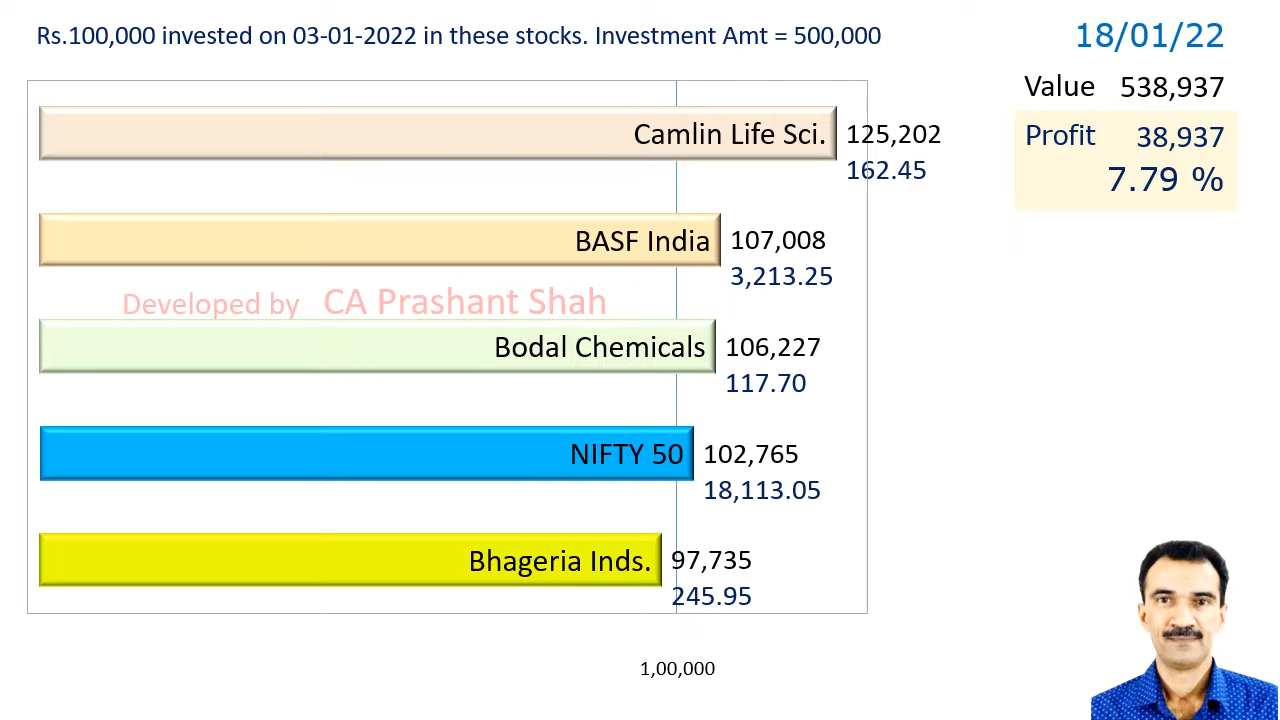 Rs.100,000 invested on 03-01-2022 in these stocks. Investment Amt = 500,000
18/01/22
Value 538,937
Profit 38,937
7.79 %
Camlin Life Sci. 125,202
162.45
BASF India 107,008
3,213.25
Developed by CA Prashant Shah
Bodal Chemicals 106,227
117.70
NIFTY 50 102,765
18,113.05
Bhageria Inds. 97,735
245.95
1,00,000